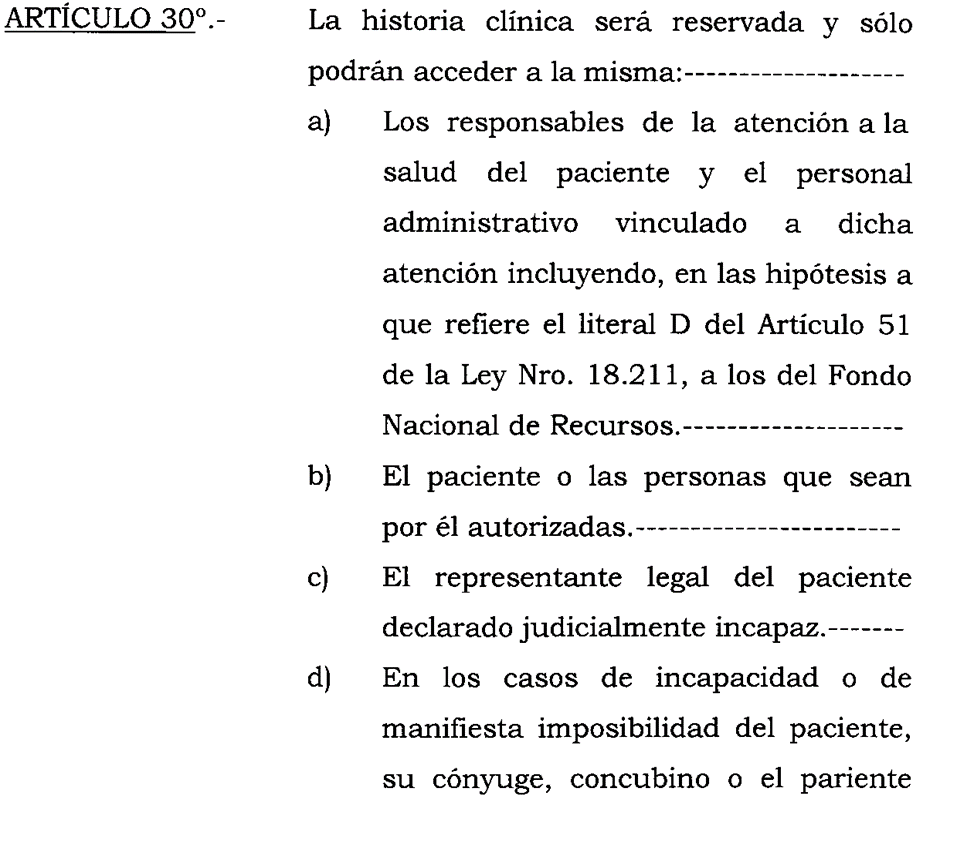 ARTÍCULO 30º.- La historia clínica será reservada y sólo
podrán acceder a la misma:--------------------
a) Los responsables de la atención a la
salud del paciente y el personal
administrativo vinculado a dicha
atención incluyendo, en las hipótesis a
que refiere el literal D del Artículo 51
de la Ley Nro. 18.211, a los del Fondo
Nacional de Recursos.--------------------
b) El paciente o las personas que sean
por él autorizadas.------------------------
c) El representante legal del paciente
declarado judicialmente incapaz.-------
d) En los casos de incapacidad o de
manifiesta imposibilidad del paciente,
su cónyuge, concubino o el pariente